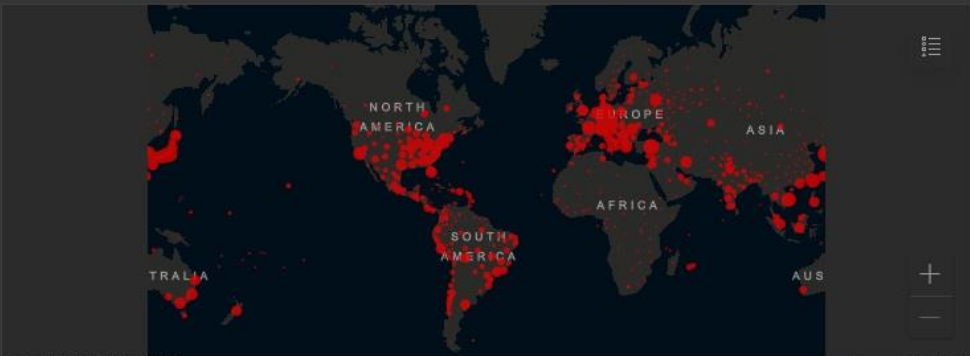 NORTH
AMERICA
EUROPE
ASIA
AFRICA
SOUTH
AMERICA
TRALIA
AUS